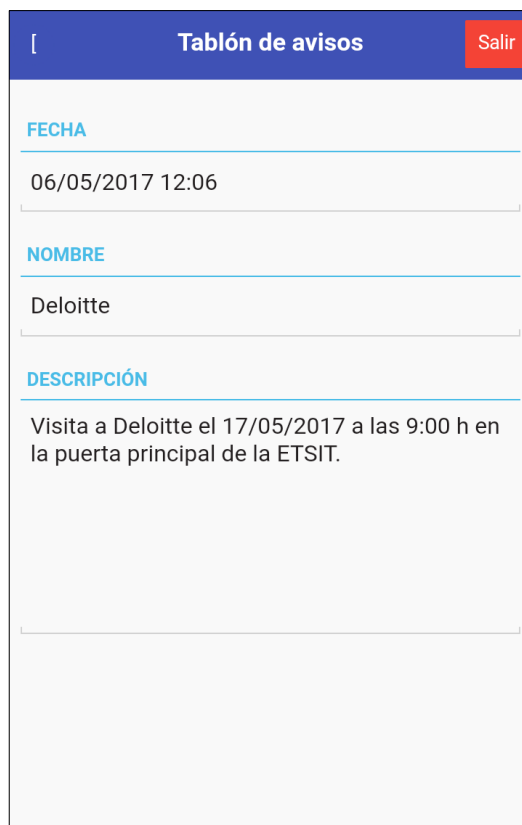 [ Tablón de avisos Salir
FECHA
06/05/2017 12:06
NOMBRE
Deloitte
DESCRIPCIÓN
Visita a Deloitte el 17/05/2017 a las 9:00 h en
la puerta principal de la ETSIT.